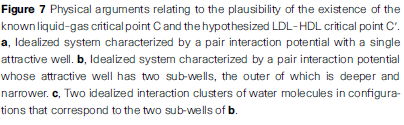 Figure 7 Physical arguments relating to the plausibility of the existence of the
known liquid–gas critical point C and the hypothesized LDL–HDL critical point C′.
a, Idealized system characterized by a pair interaction potential with a single
attractive well. b, Idealized system characterized by a pair interaction potential
whose attractive well has two sub-wells, the outer of which is deeper and
narrower. c, Two idealized interaction clusters of water molecules in configura-
tions that correspond to the two sub-wells of b.